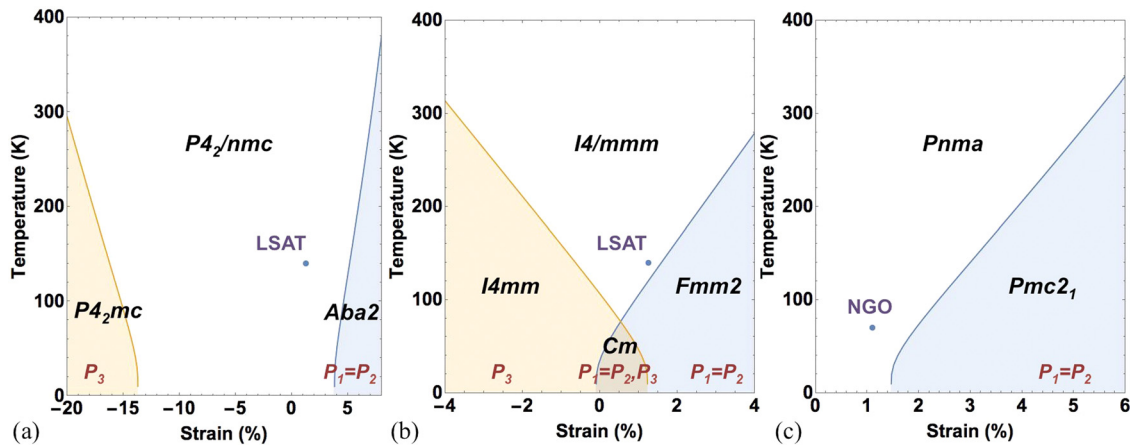 400
300
200
100
0
Temperature (K)
P4₂/nmc
LSAT
P4₂mc
Aba2
P₃
P₁=P₂
−20 −15 −10 −5 0 5
(a) Strain (%)
400
300
200
100
0
Temperature (K)
I4/mmm
LSAT
I4mm
Fmm2
Cm
P₃
P₁=P₂,P₃
P₁=P₂
−4 −2 0 2 4
(b) Strain (%)
400
300
200
100
0
Temperature (K)
Pnma
NGO
Pmc2₁
P₁=P₂
0 1 2 3 4 5 6
(c) Strain (%)